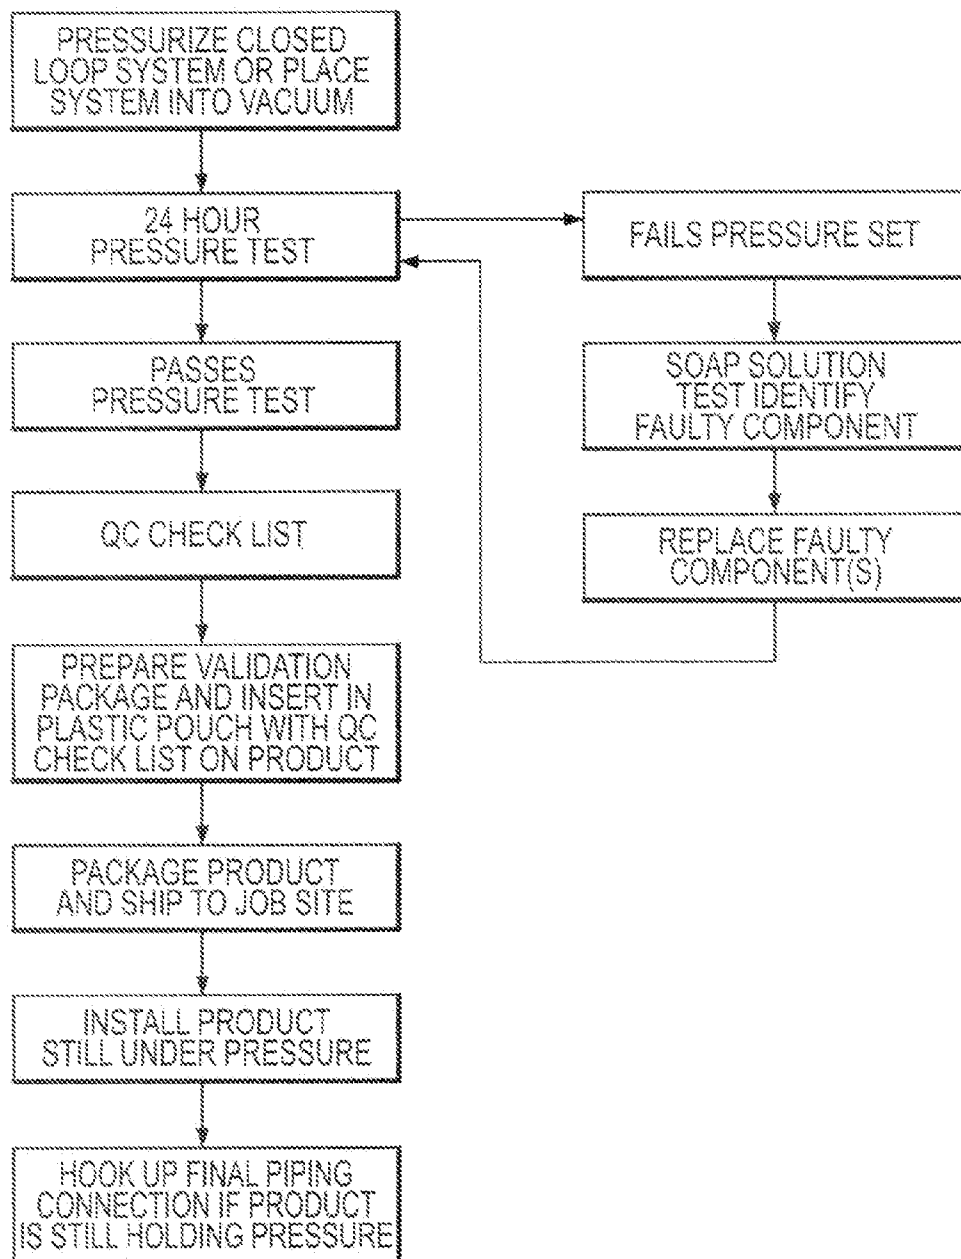 PRESSURIZE CLOSED
LOOP SYSTEM OR PLACE
SYSTEM INTO VACUUM
24 HOUR
PRESSURE TEST
FAILS PRESSURE SET
PASSES
PRESSURE TEST
SOAP SOLUTION
TEST IDENTIFY
FAULTY COMPONENT
QC CHECK LIST
REPLACE FAULTY
COMPONENT(S)
PREPARE VALIDATION
PACKAGE AND INSERT IN
PLASTIC POUCH WITH QC
CHECK LIST ON PRODUCT
PACKAGE PRODUCT
AND SHIP TO JOB SITE
INSTALL PRODUCT
STILL UNDER PRESSURE
HOOK UP FINAL PIPING
CONNECTION IF PRODUCT
IS STILL HOLDING PRESSURE